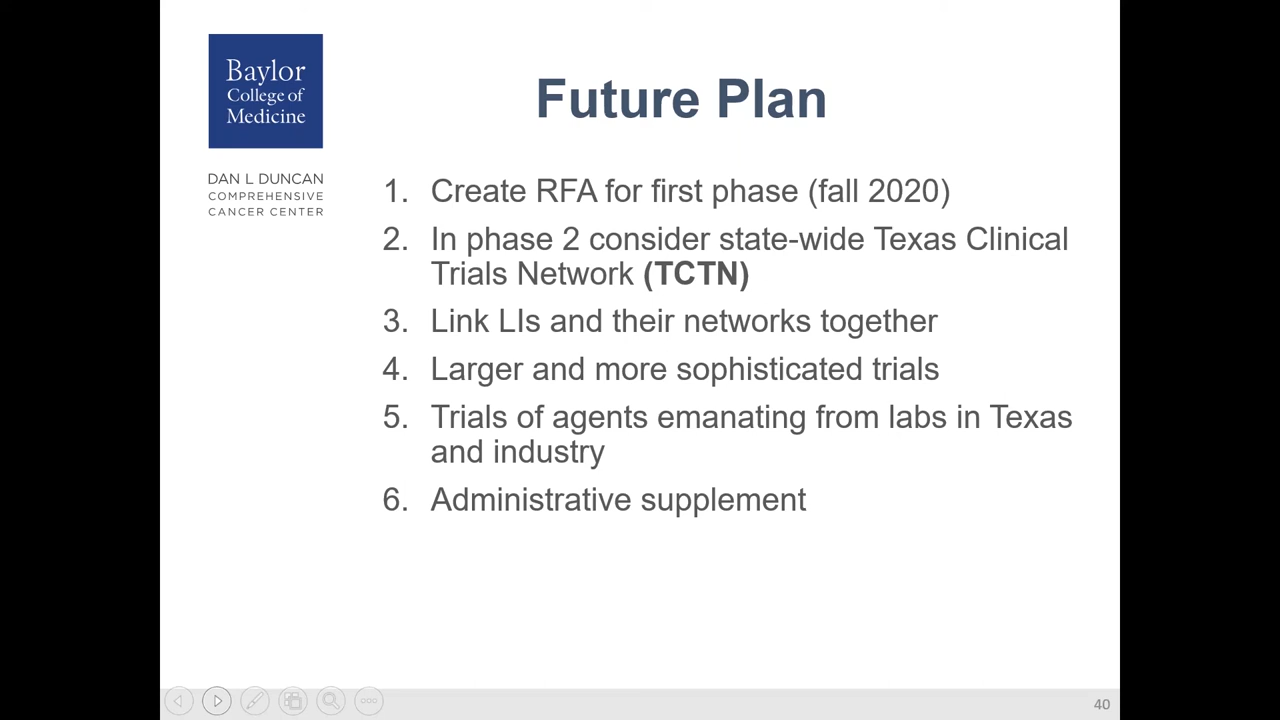 Baylor
College of
Medicine
DAN L DUNCAN
COMPREHENSIVE
CANCER CENTER
Future Plan
1. Create RFA for first phase (fall 2020)
2. In phase 2 consider state-wide Texas Clinical
Trials Network (TCTN)
3. Link LIs and their networks together
4. Larger and more sophisticated trials
5. Trials of agents emanating from labs in Texas
and industry
6. Administrative supplement
40